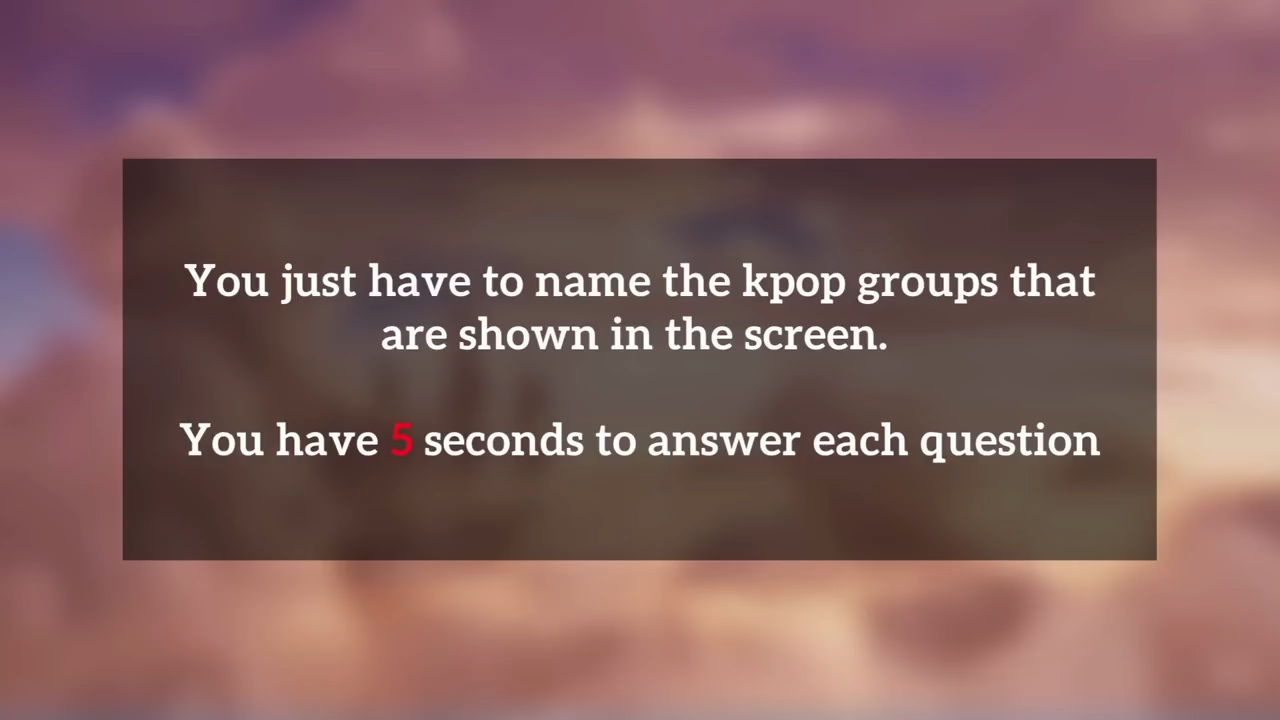 You just have to name the kpop groups that
are shown in the screen.
You have 5 seconds to answer each question